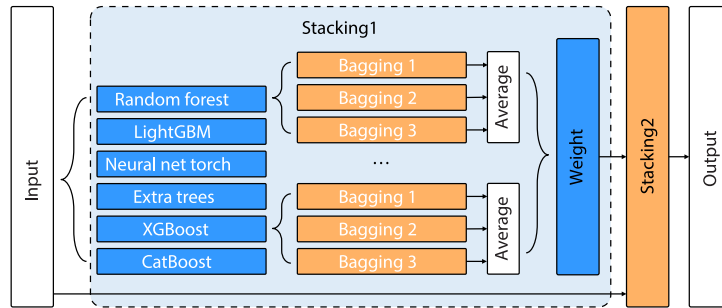 Stacking1
Input
Random forest
LightGBM
Neural net torch
Extra trees
XGBoost
CatBoost
Bagging 1
Bagging 2
Bagging 3
...
Bagging 1
Bagging 2
Bagging 3
Average
Average
Weight
Stacking2
Output